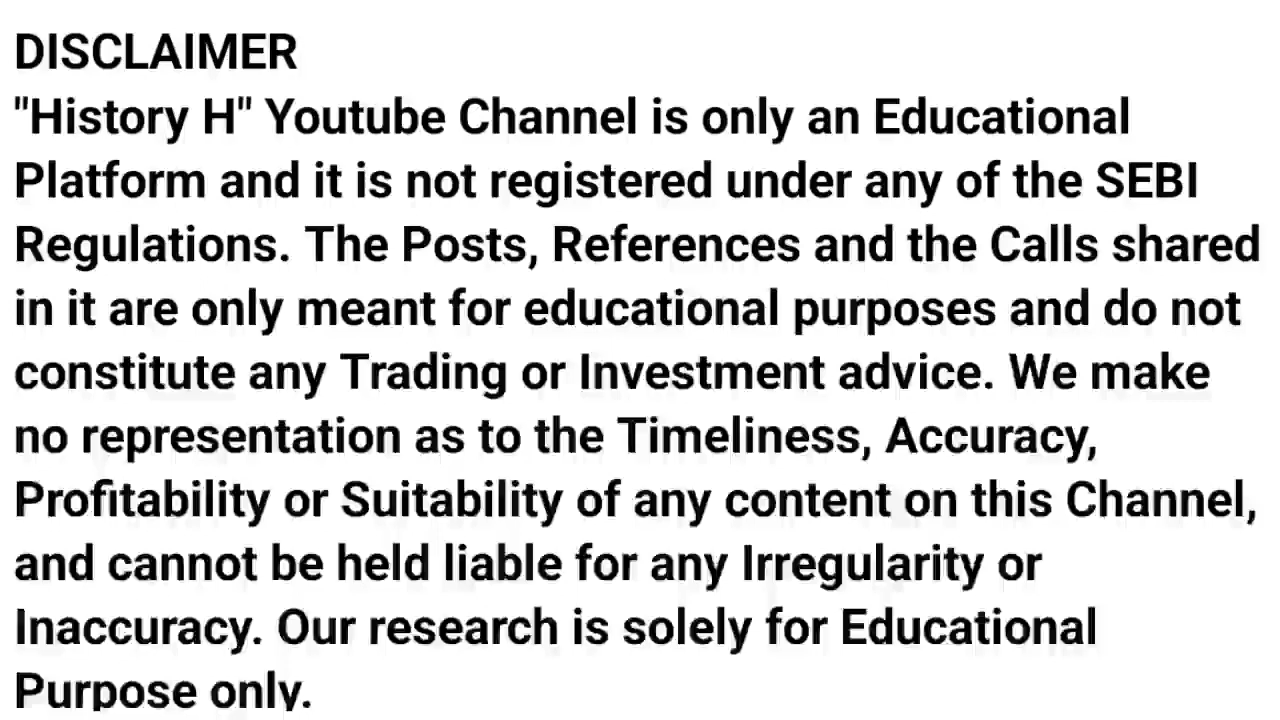 DISCLAIMER
"History H" Youtube Channel is only an Educational
Platform and it is not registered under any of the SEBI
Regulations. The Posts, References and the Calls shared
in it are only meant for educational purposes and do not
constitute any Trading or Investment advice. We make
no representation as to the Timeliness, Accuracy,
Profitability or Suitability of any content on this Channel,
and cannot be held liable for any Irregularity or
Inaccuracy. Our research is solely for Educational
Purpose only.